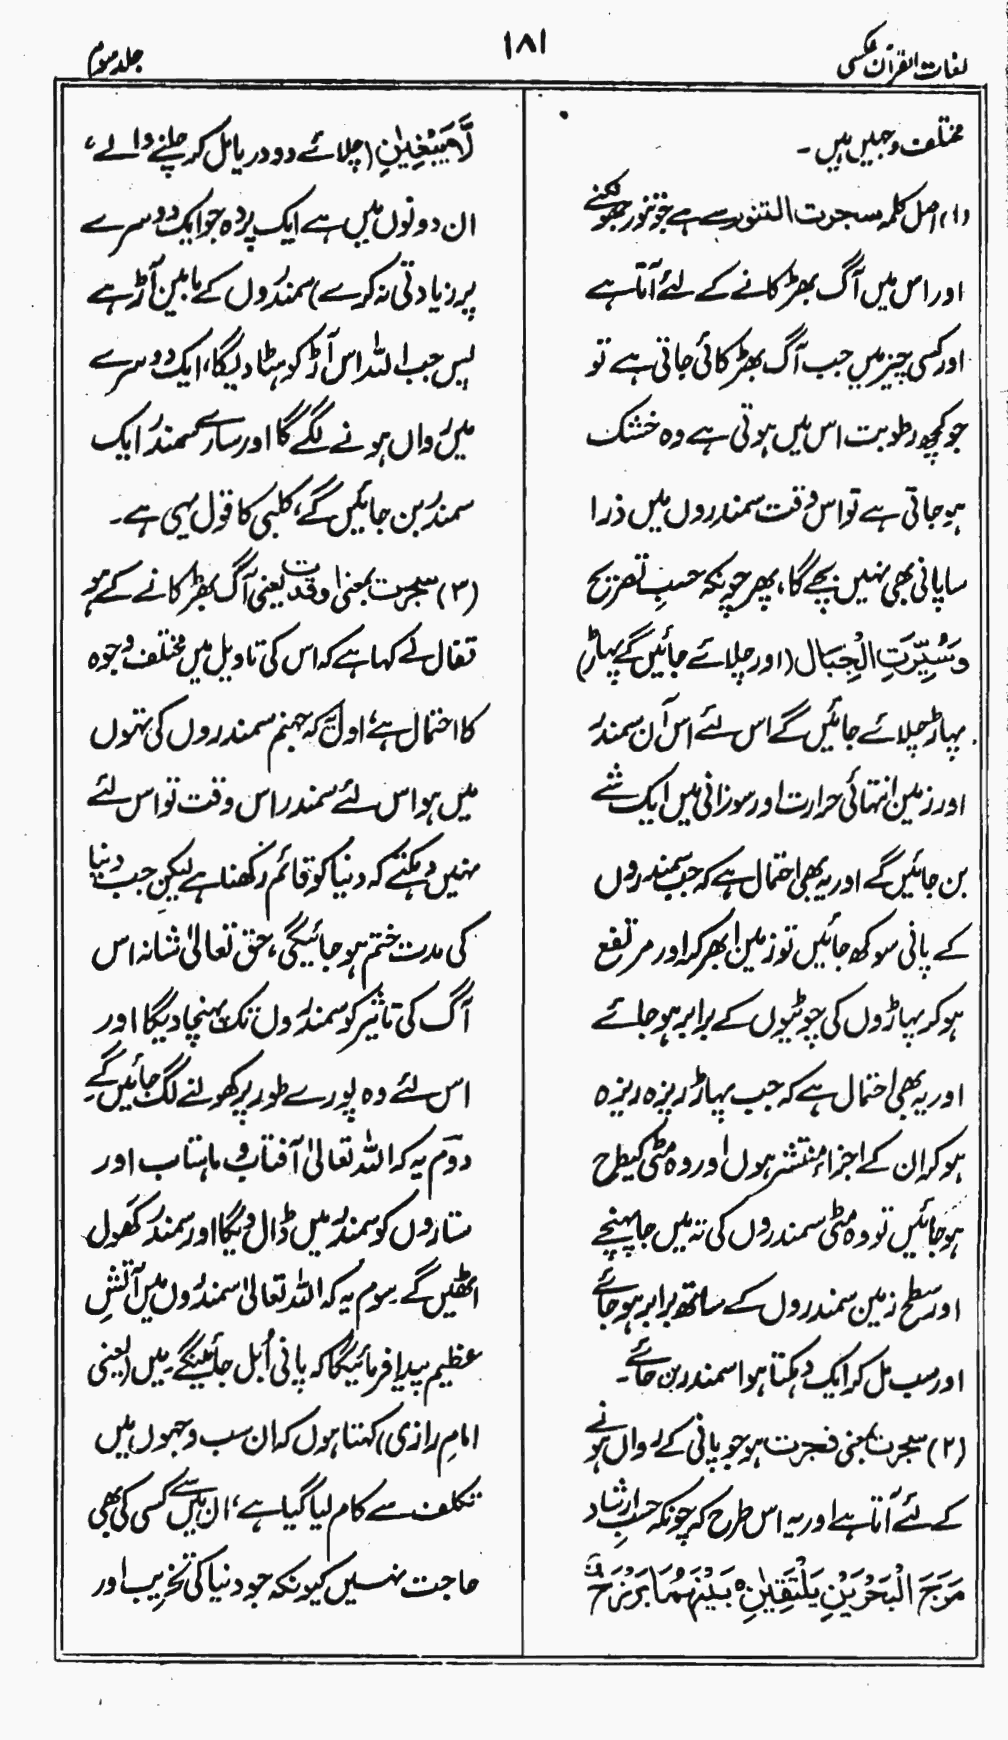 لغات القرآن عکسی
۱۸۱
جلد سوم
مختلف وجہیں ہیں۔
(۱) اصل کلمہ سجرت التنور سے ہے جو تنور جھونکنے
اور اس میں آگ بھڑکانے کے لئے آتا ہے
اور کسی چیز میں جب آگ بھڑکائی جاتی ہے تو
جو کچھ رطوبت اس میں ہوتی ہے وہ خشک
ہو جاتی ہے تو اس وقت سمندروں میں ذرا
سا پانی بھی نہیں بچے گا، پھر چونکہ حسبِ تصریح
وَسُيِّرَتِ الْجِبَال (اور چلائے جائیں گے پہاڑ)
پہاڑ چلائے جائیں گے اس لئے اس آن سمندر
اور زمین انتہائی حرارت اور سوزانی میں ایک شے
بن جائیں گے اور یہ بھی احتمال ہے کہ جب سمندروں
کے پانی سوکھ جائیں تو زمین ابھر کر اور مرتفع
ہو کر پہاڑوں کی چوٹیوں کے برابر ہو جائے
اور یہ بھی احتمال ہے کہ جب پہاڑ ریزہ ریزہ
ہو کر ان کے اجزاء منتشر ہوں اور وہ مٹی کیطرح
ہو جائیں تو وہ مٹی سمندروں کی تہ میں جا پہنچے
اور سطح زمین سمندروں کے ساتھ برابر ہو جائے
اور سب مل کر ایک دہکتا ہوا سمندر بن جائے۔
(۲) سجرت بمعنی فجرت ہو جو پانی کے رواں ہونے
کے لئے آتا ہے اور یہ اس طرح کہ چونکہ حسبِ ارشاد
مَرَجَ الْبَحْرَيْنِ يَلْتَقِيٰنِ ہ بَيْنَهُمَا بَرْزَخٌ
لَّا يَبْغِيٰنِ (چلائے دو دریا مل کر چلنے والے،
ان دونوں میں ہے ایک پردہ جو ایک دوسرے
پر زیادتی نہ کرے) سمندروں کے مابین آڑ ہے
پس جب اللہ اس آڑ کو ہٹا دیگا، ایک دوسرے
میں رواں ہونے لگے گا اور سارے سمندر ایک
سمندر بن جائیں گے، کلبی کا قول یہی ہے۔
(۳) سجرت بمعنی اوقدت یعنی آگ بھڑکانے کے ہو
قفال نے کہا ہے کہ اس کی تاویل میں مختلف وجوہ
کا احتمال ہے، اول یہ کہ جہنم سمندروں کی تہوں
میں ہو اس لئے سمندر اس وقت تو اس لئے
نہیں دہکتے کہ دنیا کو قائم رکھنا ہے لیکن جب دنیا
کی مدت ختم ہو جائیگی، حق تعالیٰ شانہ اس
آگ کی تاثیر کو سمندروں تک پہنچا دیگا اور
اس لئے وہ پورے طور پر کھولنے لگ جائیں گے۔
دوم یہ کہ اللہ تعالیٰ آفتاب و ماہتاب اور
ستاروں کو سمندر میں ڈال دیگا اور سمندر کھول
اٹھیں گے۔ سوم یہ کہ اللہ تعالیٰ سمندروں میں آتشِ
عظیم پیدا فرمائیگا کہ پانی اُبل جائینگے۔ میں (یعنی
امام رازی) کہتا ہوں کہ ان سب وجہوں میں
تکلف سے کام لیا گیا ہے، ان میں سے کسی کی بھی
حاجت نہیں کیونکہ جو دنیا کی تخریب اور